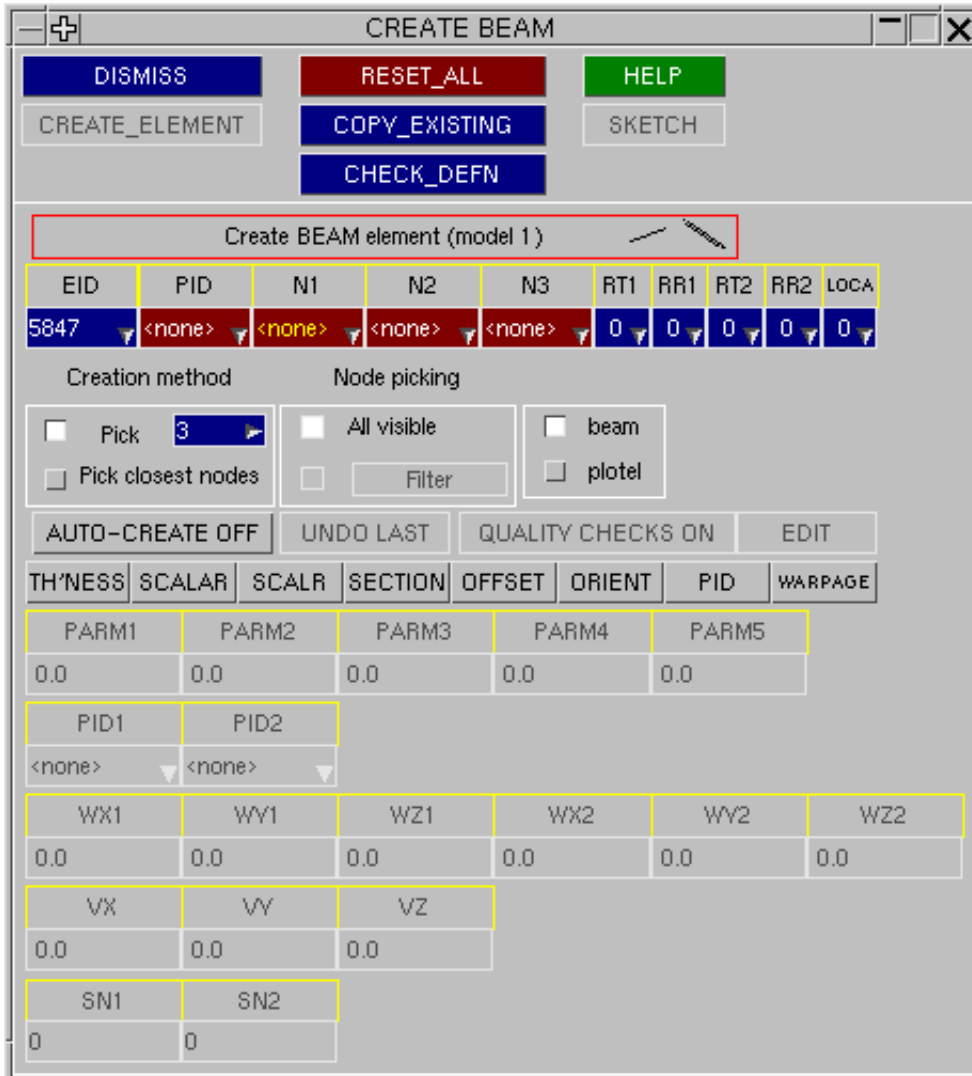 CREATE BEAM
DISMISS RESET_ALL HELP
CREATE_ELEMENT COPY_EXISTING SKETCH
CHECK_DEFN
Create BEAM element (model 1)
EID PID N1 N2 N3 RT1 RR1 RT2 RR2 LOCA
5847 <none> <none> <none> <none> 0 0 0 0 0
Creation method Node picking
Pick 3 All visible beam
Pick closest nodes Filter plotel
AUTO-CREATE OFF UNDO LAST QUALITY CHECKS ON EDIT
TH'NESS SCALAR SCALR SECTION OFFSET ORIENT PID WARPAGE
PARM1 PARM2 PARM3 PARM4 PARM5
0.0 0.0 0.0 0.0 0.0
PID1 PID2
<none> <none>
WX1 WY1 WZ1 WX2 WY2 WZ2
0.0 0.0 0.0 0.0 0.0 0.0
VX VY VZ
0.0 0.0 0.0
SN1 SN2
0 0